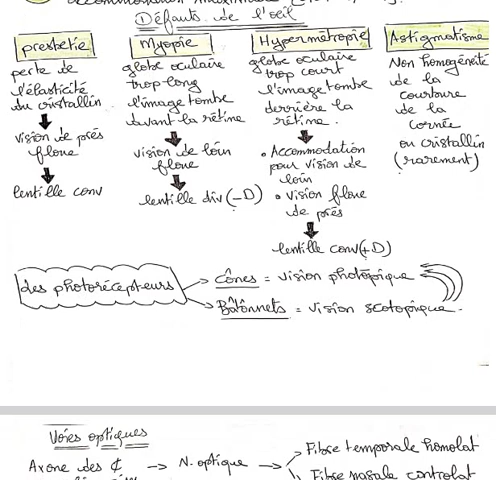 Défauts de l'oeil
presbetie
perte de
l'élasticité
du cristallin
vision de près
floue
lentille conv
Myopie
globe oculaire
trop long
l'image tombe
devant la rétine
vision de loin
floue
lentille div (-D)
Hypermétropie
globe oculaire
trop court
l'image tombe
derrière la
rétine.
• Accommodation
pour vision de
loin
• vision floue
de près
lentille conv(+D)
Astigmatisme
Non homogénéité
de la
courbure
de la
cornée
ou cristallin
(rarement)
des photorécepteurs
Cônes = vision photopique
Bâtonnets = vision scotopique.
Voies optiques
Axone des ₵ → N. optique →
Fibre temporale homolat
Fibre nasale controlat